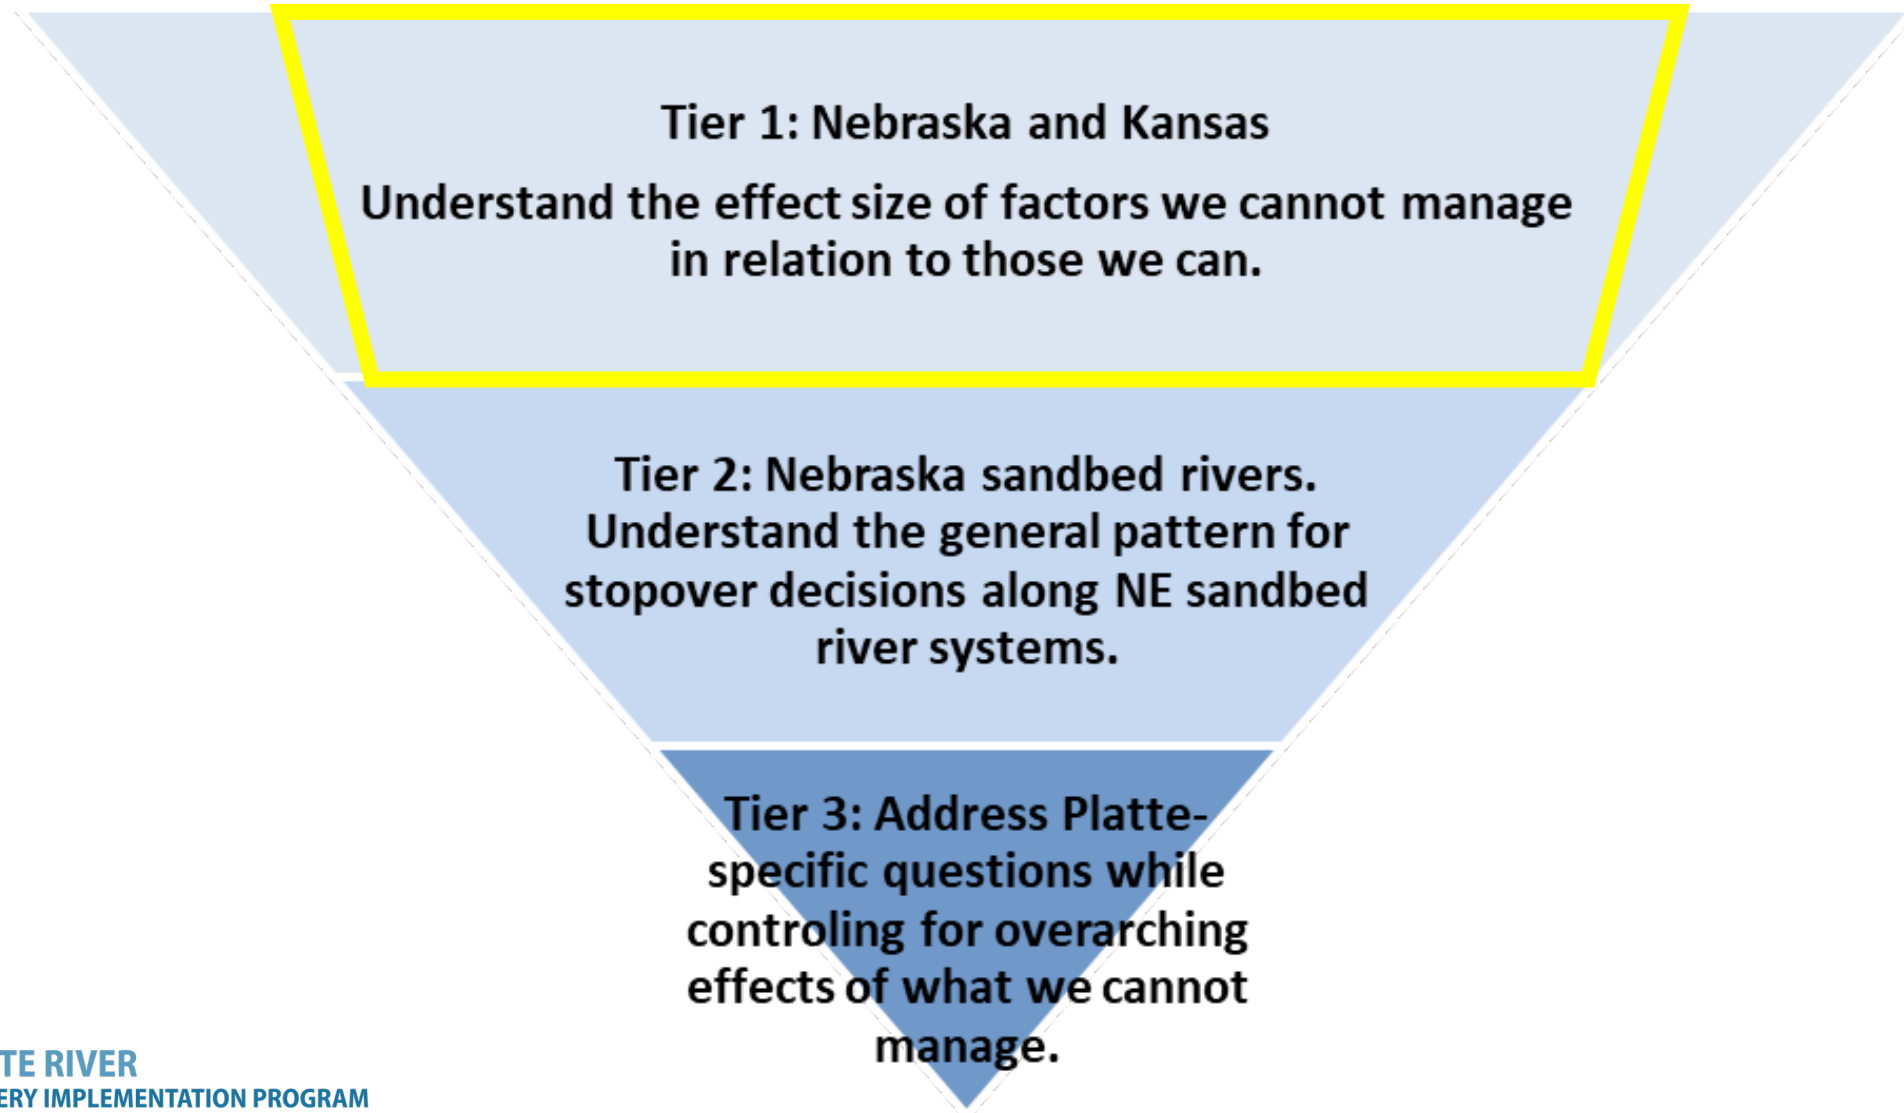 Tier 1: Nebraska and Kansas
Understand the effect size of factors we cannot manage
in relation to those we can.
Tier 2: Nebraska sandbed rivers.
Understand the general pattern for
stopover decisions along NE sandbed
river systems.
Tier 3: Address Platte-
specific questions while
controling for overarching
effects of what we cannot
manage.
TE RIVER
ERY IMPLEMENTATION PROGRAM